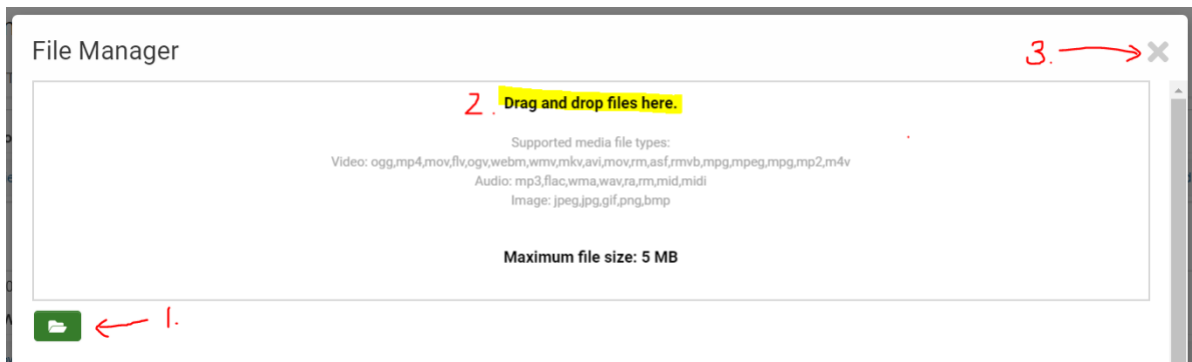 File Manager
3.
2. Drag and drop files here.
Supported media file types:
Video: ogg,mp4,mov,flv,ogv,webm,wmv,mkv,avi,mov,rm,asf,rmvb,mpg,mpeg,mpg,mp2,m4v
Audio: mp3,flac,wma,wav,ra,rm,mid,midi
Image: jpeg,jpg,gif,png,bmp
Maximum file size: 5 MB
1.